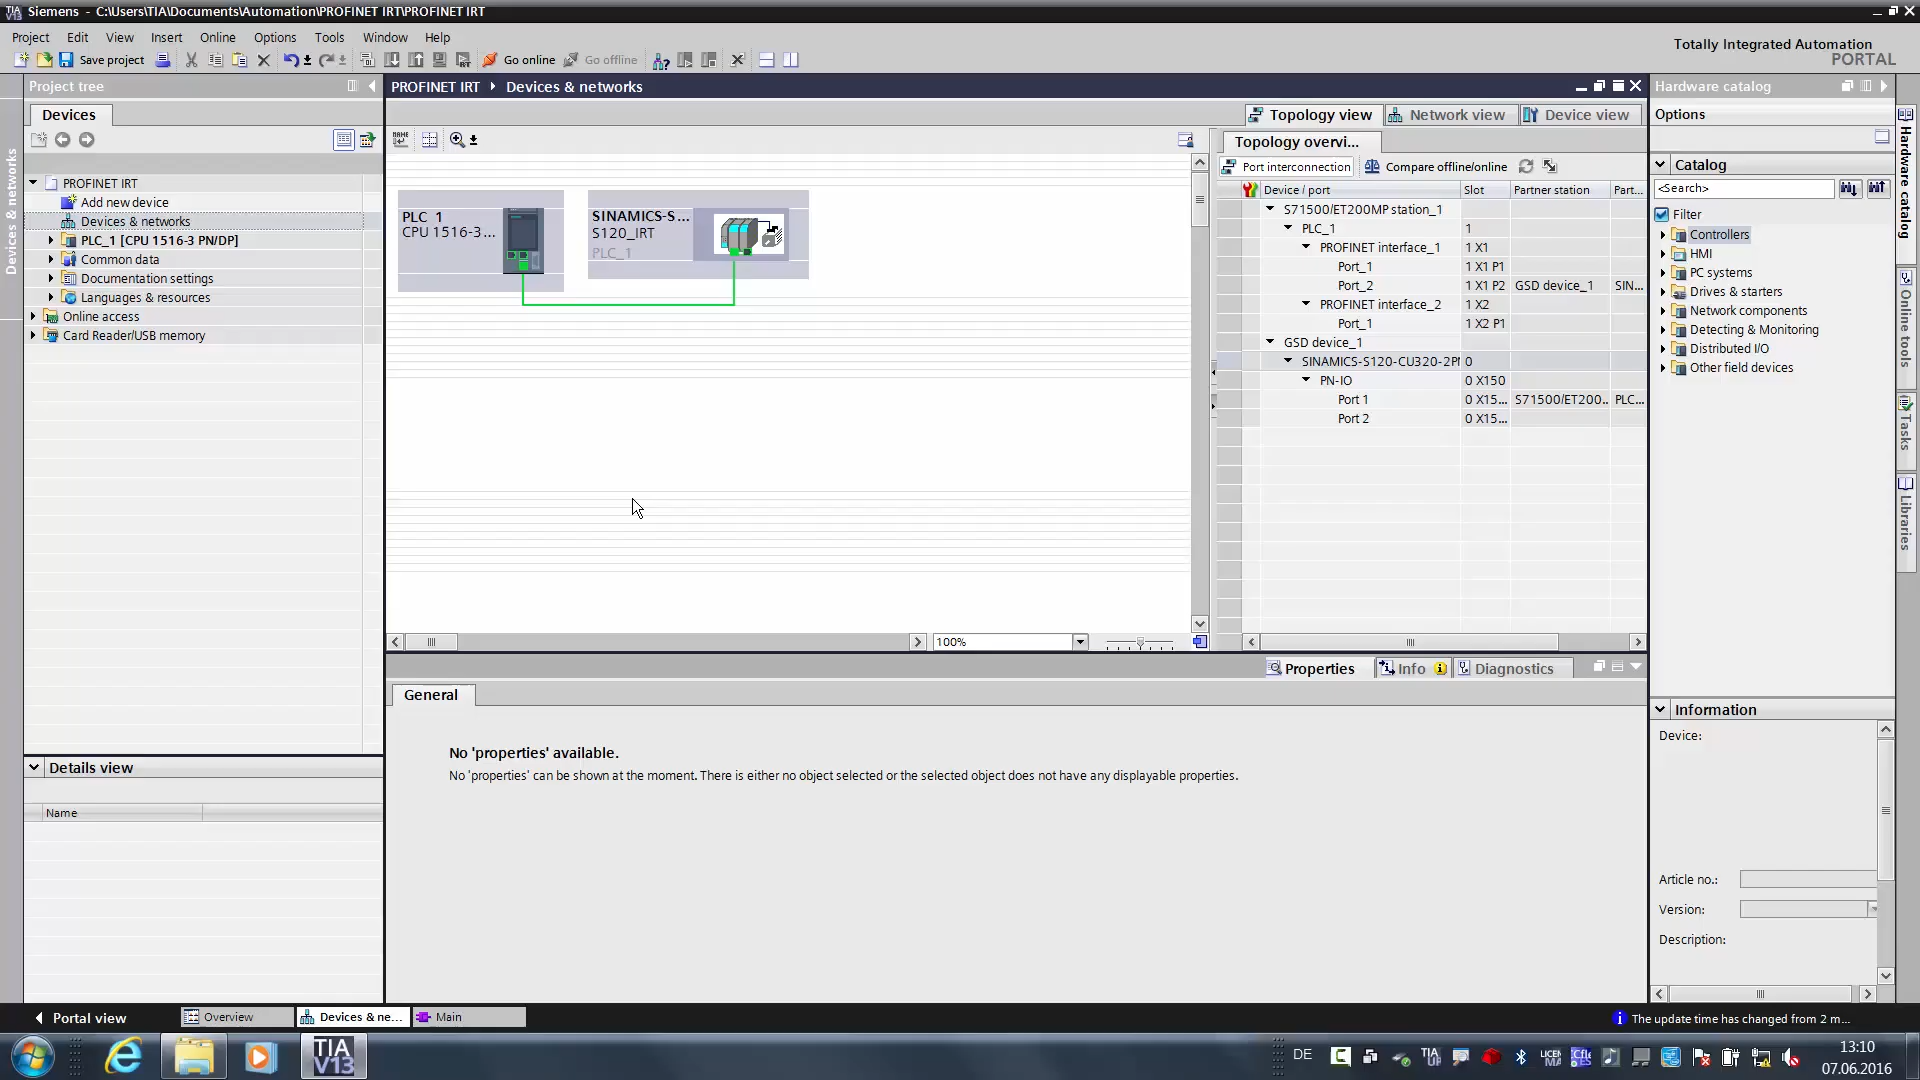 Siemens - C:\Users\TIA\Documents\Automation\PROFINET IRT\PROFINET IRT
Project Edit View Insert Online Options Tools Window Help
Totally Integrated Automation
PORTAL
Save project
Go online
Go offline
Project tree
Devices
Devices & networks
PROFINET IRT
Add new device
Devices & networks
PLC_1 [CPU 1516-3 PN/DP]
Common data
Documentation settings
Languages & resources
Online access
Card Reader/USB memory
Details view
Name
PROFINET IRT Devices & networks
Topology view
Network view
Device view
PLC_1
CPU 1516-3...
SINAMICS-S...
S120_IRT
PLC_1
100%
Topology overvi...
Port interconnection
Compare offline/online
Device / port Slot Partner station Part...
S71500/ET200MP station_1
PLC_1 1
PROFINET interface_1 1 X1
Port_1 1 X1 P1
Port_2 1 X1 P2 GSD device_1 SIN...
PROFINET interface_2 1 X2
Port_1 1 X2 P1
GSD device_1
SINAMICS-S120-CU320-2PN 0
PN-IO 0 X150
Port 1 0 X15... S71500/ET200.. PLC...
Port 2 0 X15...
Properties
Info
Diagnostics
General
No 'properties' available.
No 'properties' can be shown at the moment. There is either no object selected or the selected object does not have any displayable properties.
Hardware catalog
Options
Catalog
<Search>
Filter
Controllers
HMI
PC systems
Drives & starters
Network components
Detecting & Monitoring
Distributed I/O
Other field devices
Information
Device:
Article no.:
Version:
Description:
Hardware catalog
Online tools
Tasks
Libraries
Portal view
Overview
Devices & ne...
Main
The update time has changed from 2 m...
TIA
V13
DE
13:10
07.06.2016